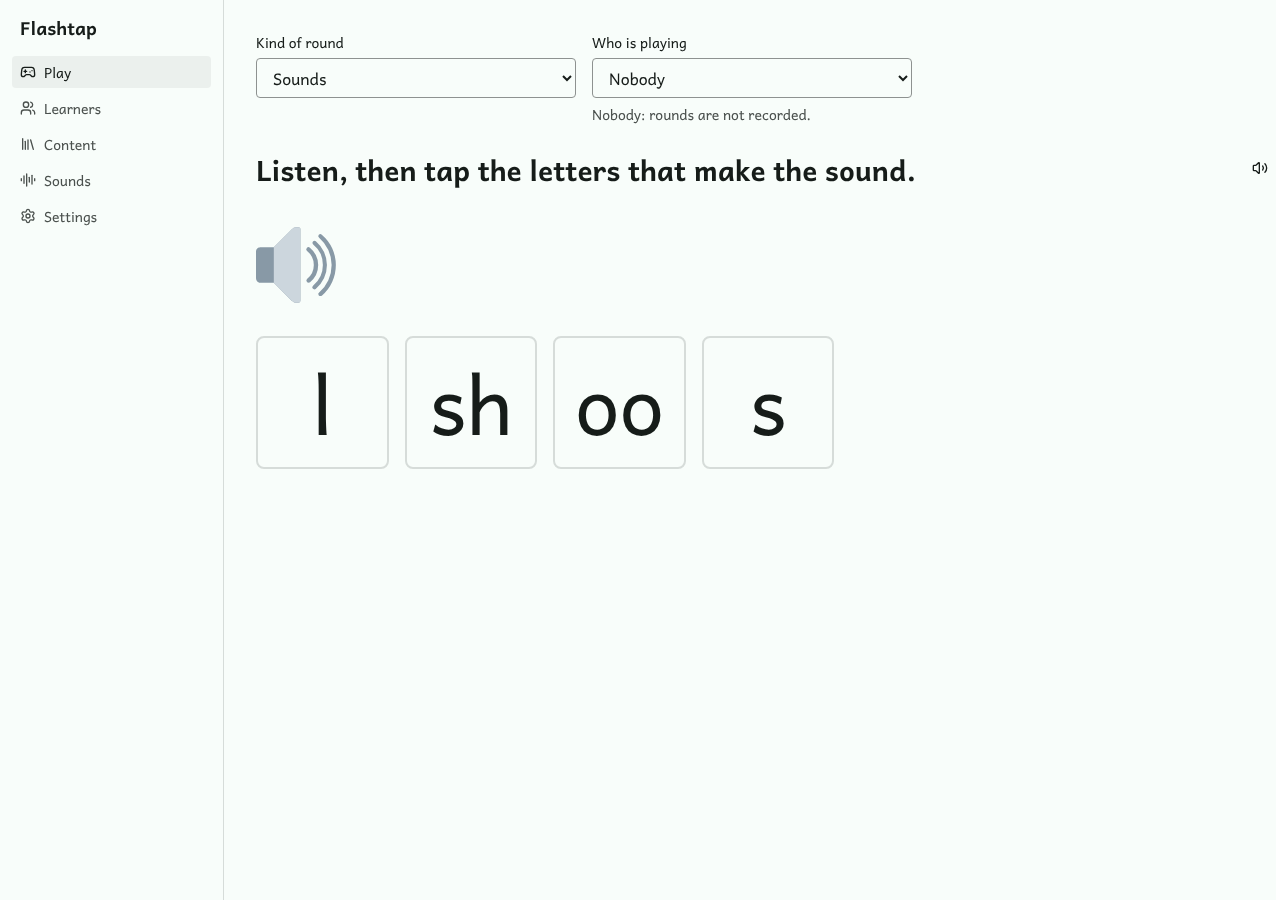 Flashtap
Play
Learners
Content
Sounds
Settings
Kind of round
Sounds
Who is playing
Nobody
Nobody: rounds are not recorded.
Listen, then tap the letters that make the sound.
l
sh
oo
s